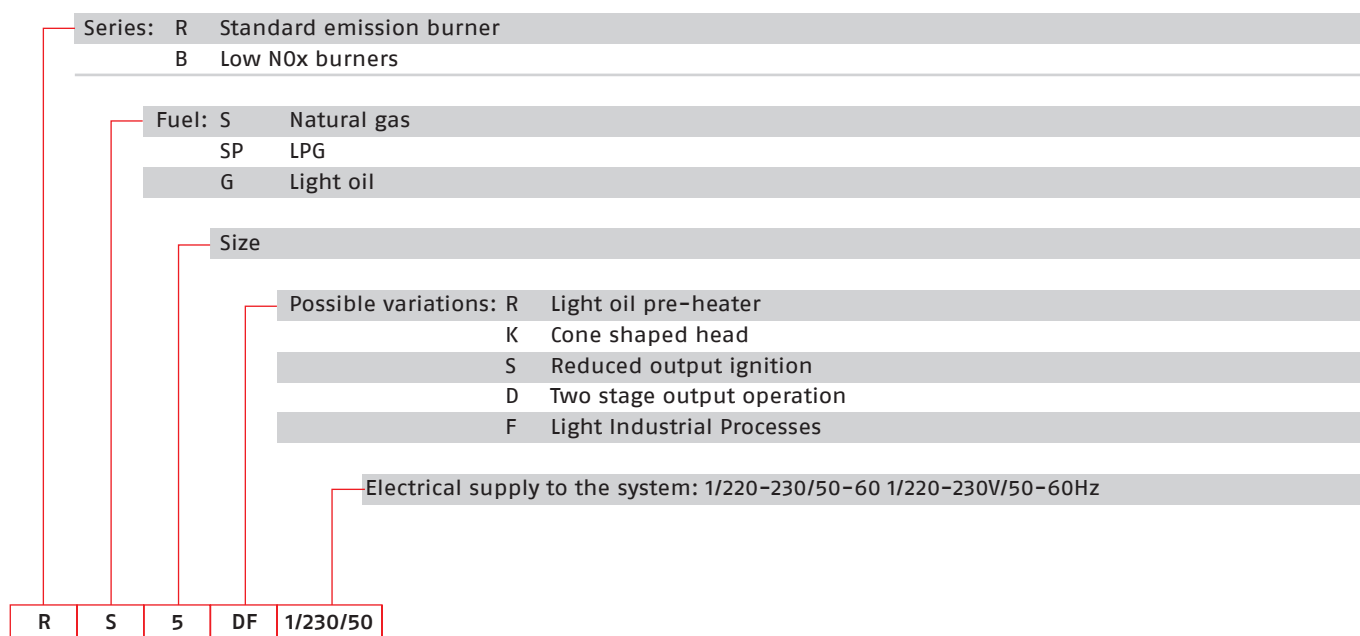 Series: R Standard emission burner
B Low N0x burners
Fuel: S Natural gas
SP LPG
G Light oil
Size
Possible variations: R Light oil pre-heater
K Cone shaped head
S Reduced output ignition
D Two stage output operation
F Light Industrial Processes
Electrical supply to the system: 1/220-230/50-60 1/220-230V/50-60Hz
R S 5 DF 1/230/50